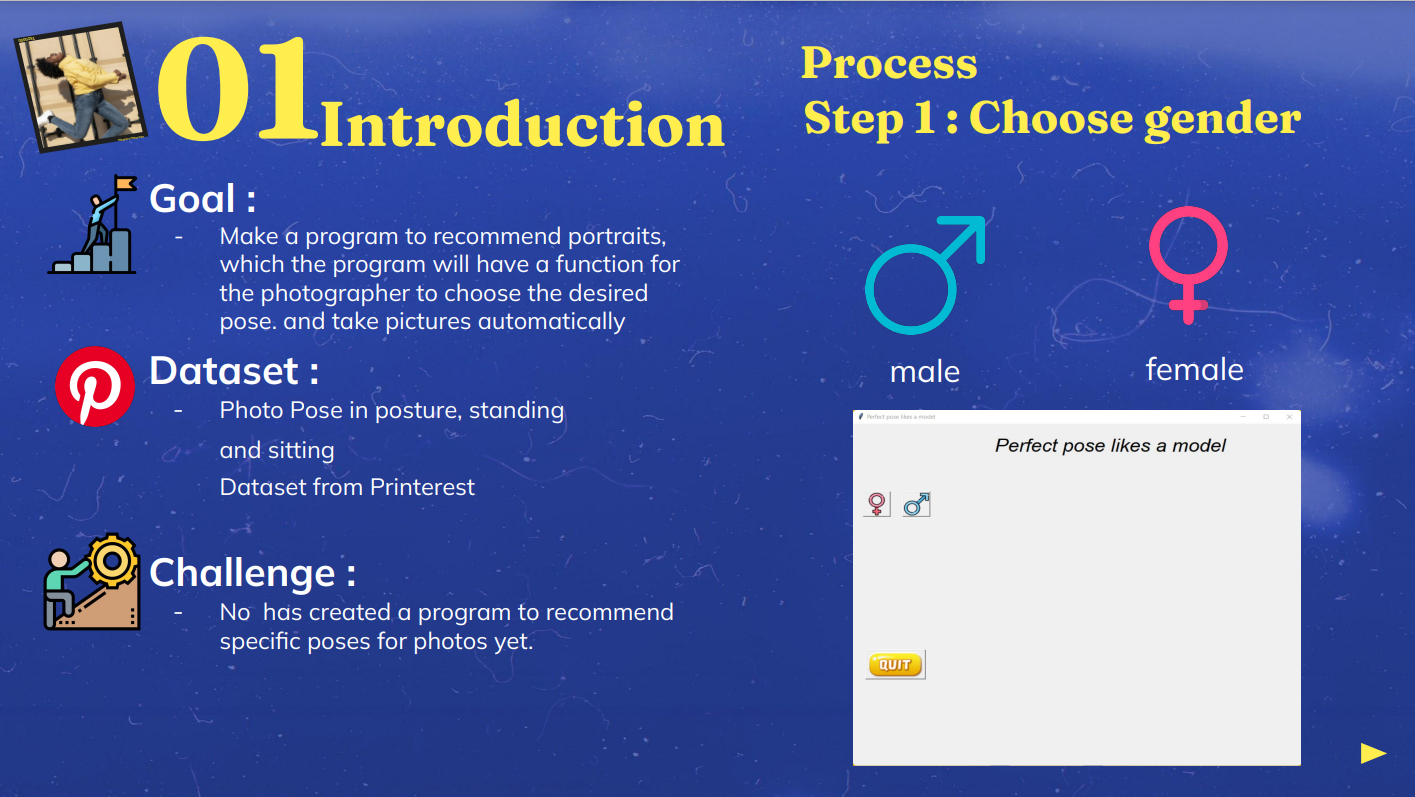 01 Introduction
Goal :
- Make a program to recommend portraits,
which the program will have a function for
the photographer to choose the desired
pose. and take pictures automatically
Dataset :
- Photo Pose in posture, standing
and sitting
Dataset from Printerest
Challenge :
- No has created a program to recommend
specific poses for photos yet.
Process
Step 1 : Choose gender
male
female
Perfect pose likes a model
Perfect pose likes a model
QUIT